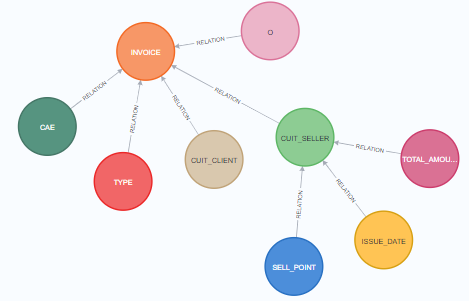 O
INVOICE
RELATION
RELATION
RELATION
RELATION
RELATION
CAE
TYPE
CUIT_CLIENT
CUIT_SELLER
RELATION
TOTAL_AMOU...
RELATION
RELATION
ISSUE_DATE
SELL_POINT